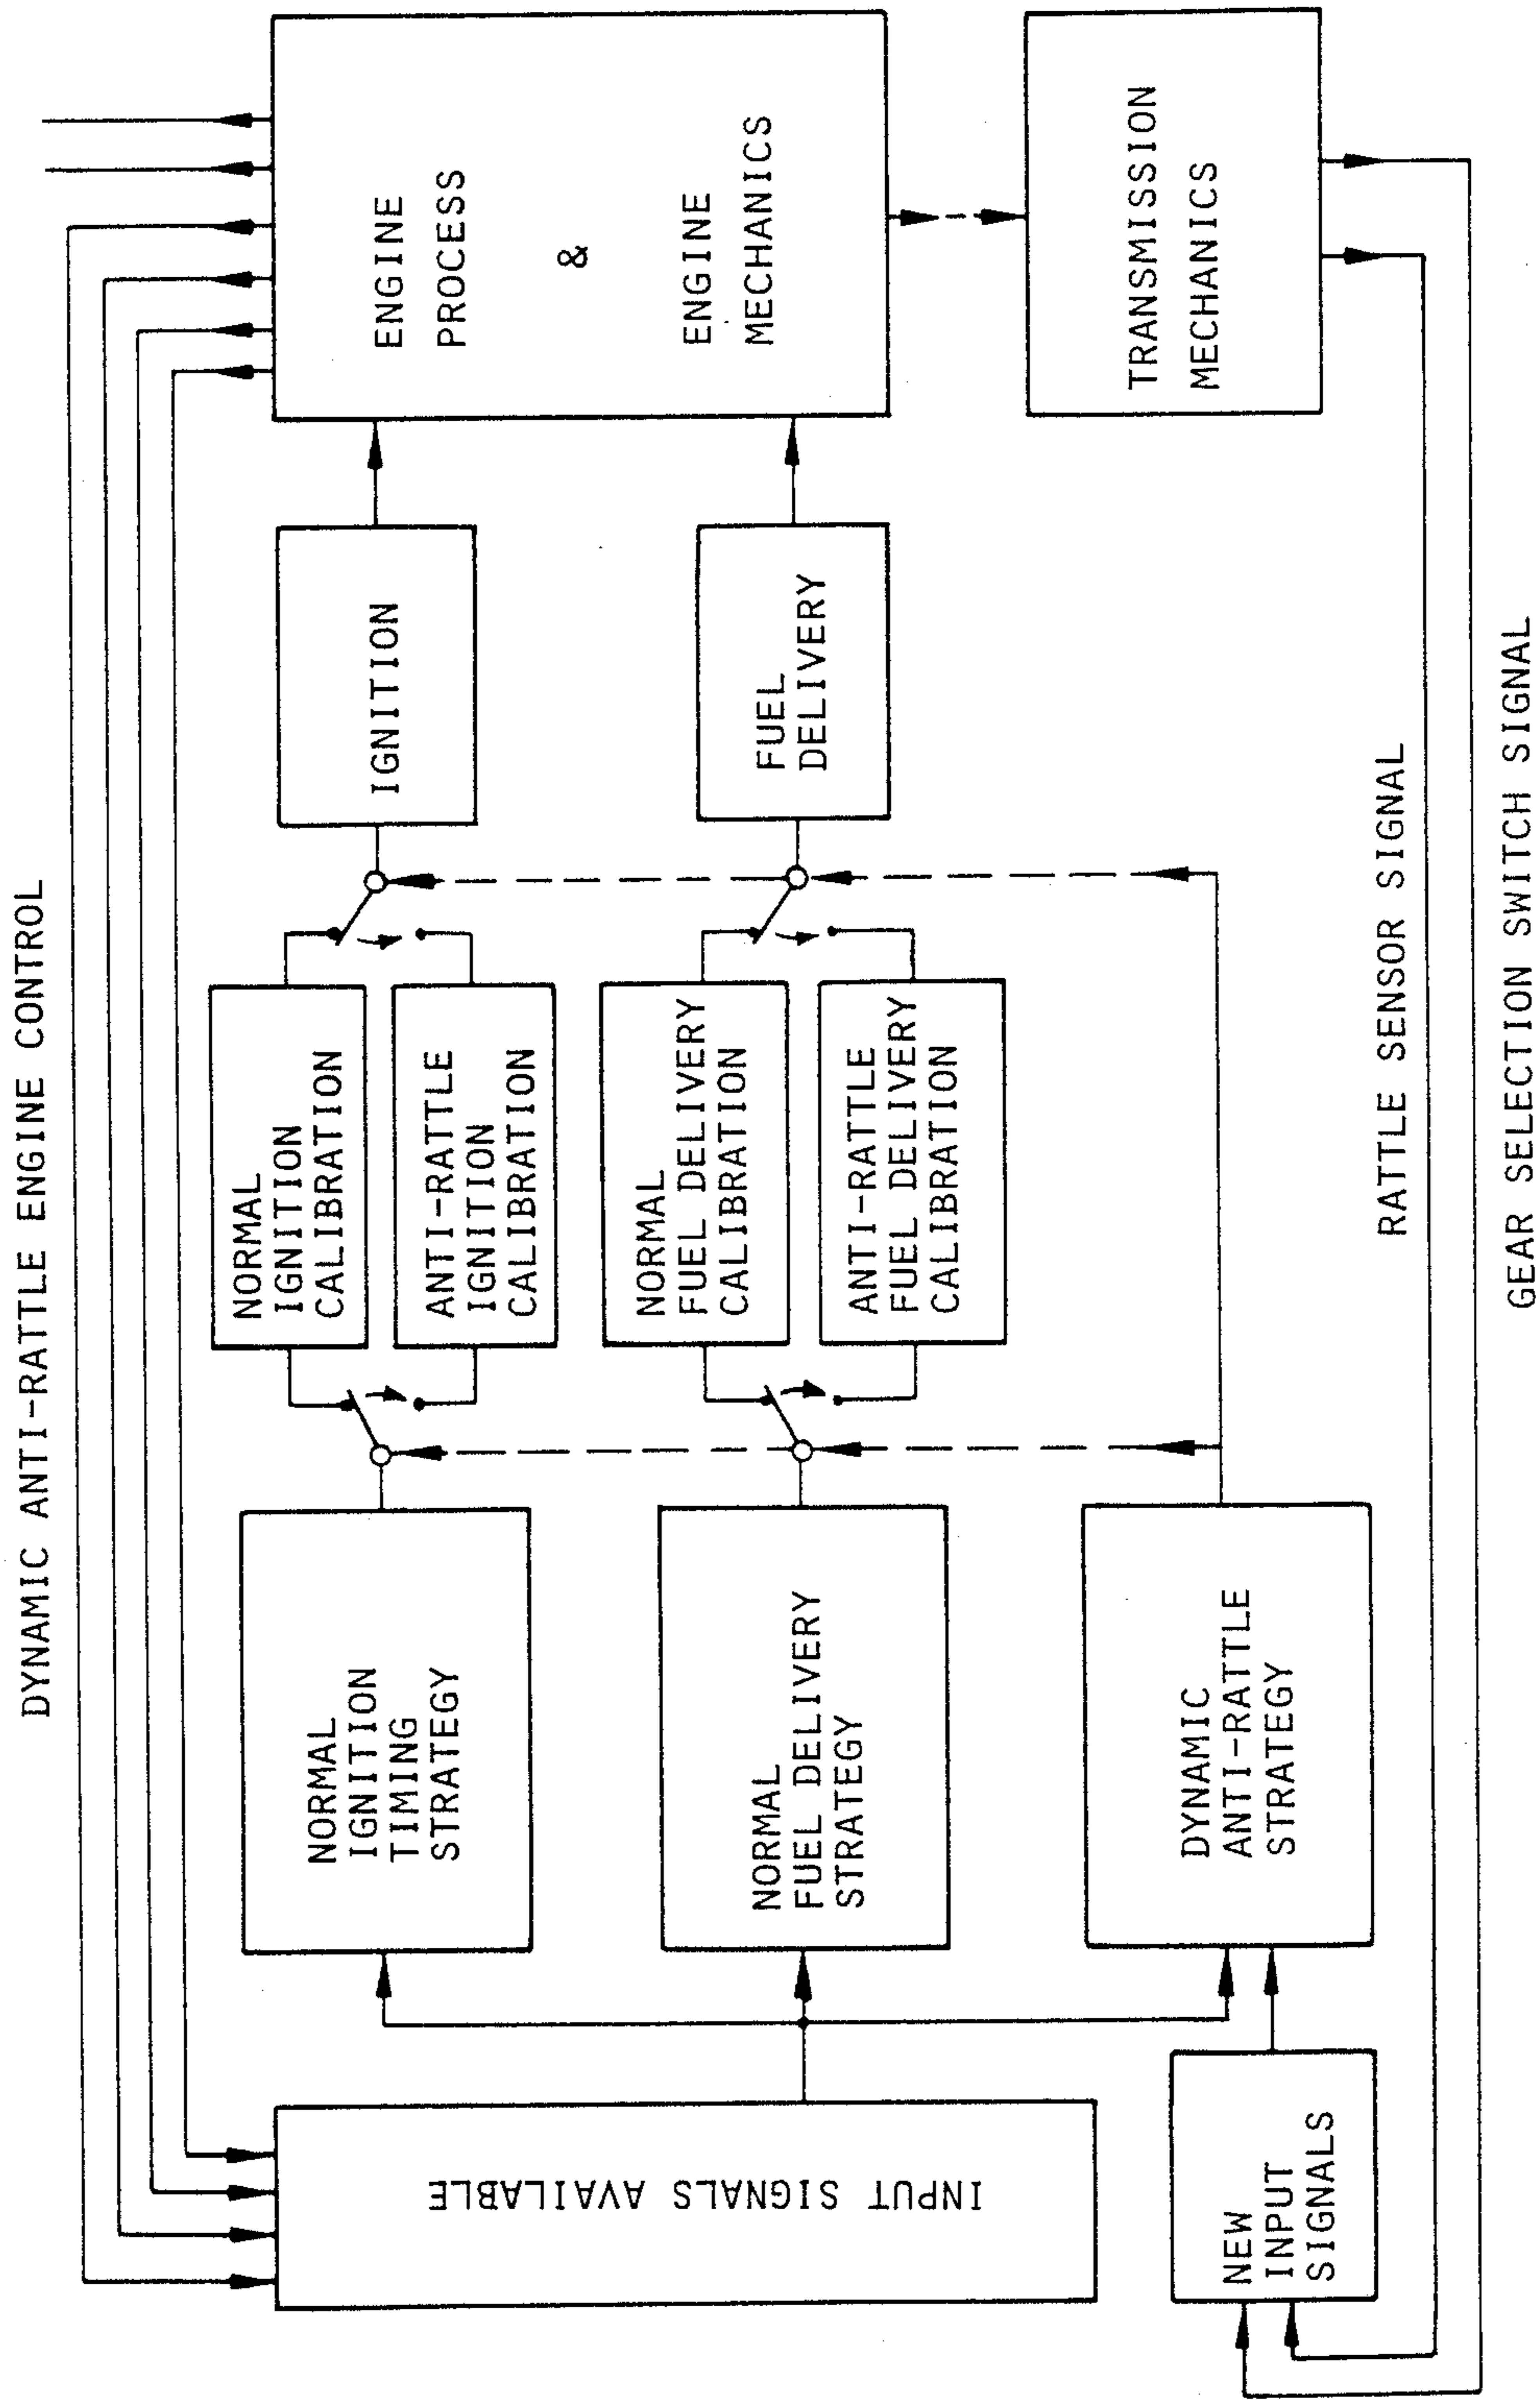 DYNAMIC ANTI-RATTLE ENGINE CONTROL
INPUT SIGNALS AVAILABLE
NEW
INPUT
SIGNALS
NORMAL
IGNITION
TIMING
STRATEGY
NORMAL
FUEL DELIVERY
STRATEGY
DYNAMIC
ANTI-RATTLE
STRATEGY
NORMAL
IGNITION
CALIBRATION
ANTI-RATTLE
IGNITION
CALIBRATION
NORMAL
FUEL DELIVERY
CALIBRATION
ANTI-RATTLE
FUEL DELIVERY
CALIBRATION
IGNITION
FUEL
DELIVERY
ENGINE
PROCESS
&
ENGINE
MECHANICS
TRANSMISSION
MECHANICS
RATTLE SENSOR SIGNAL
GEAR SELECTION SWITCH SIGNAL